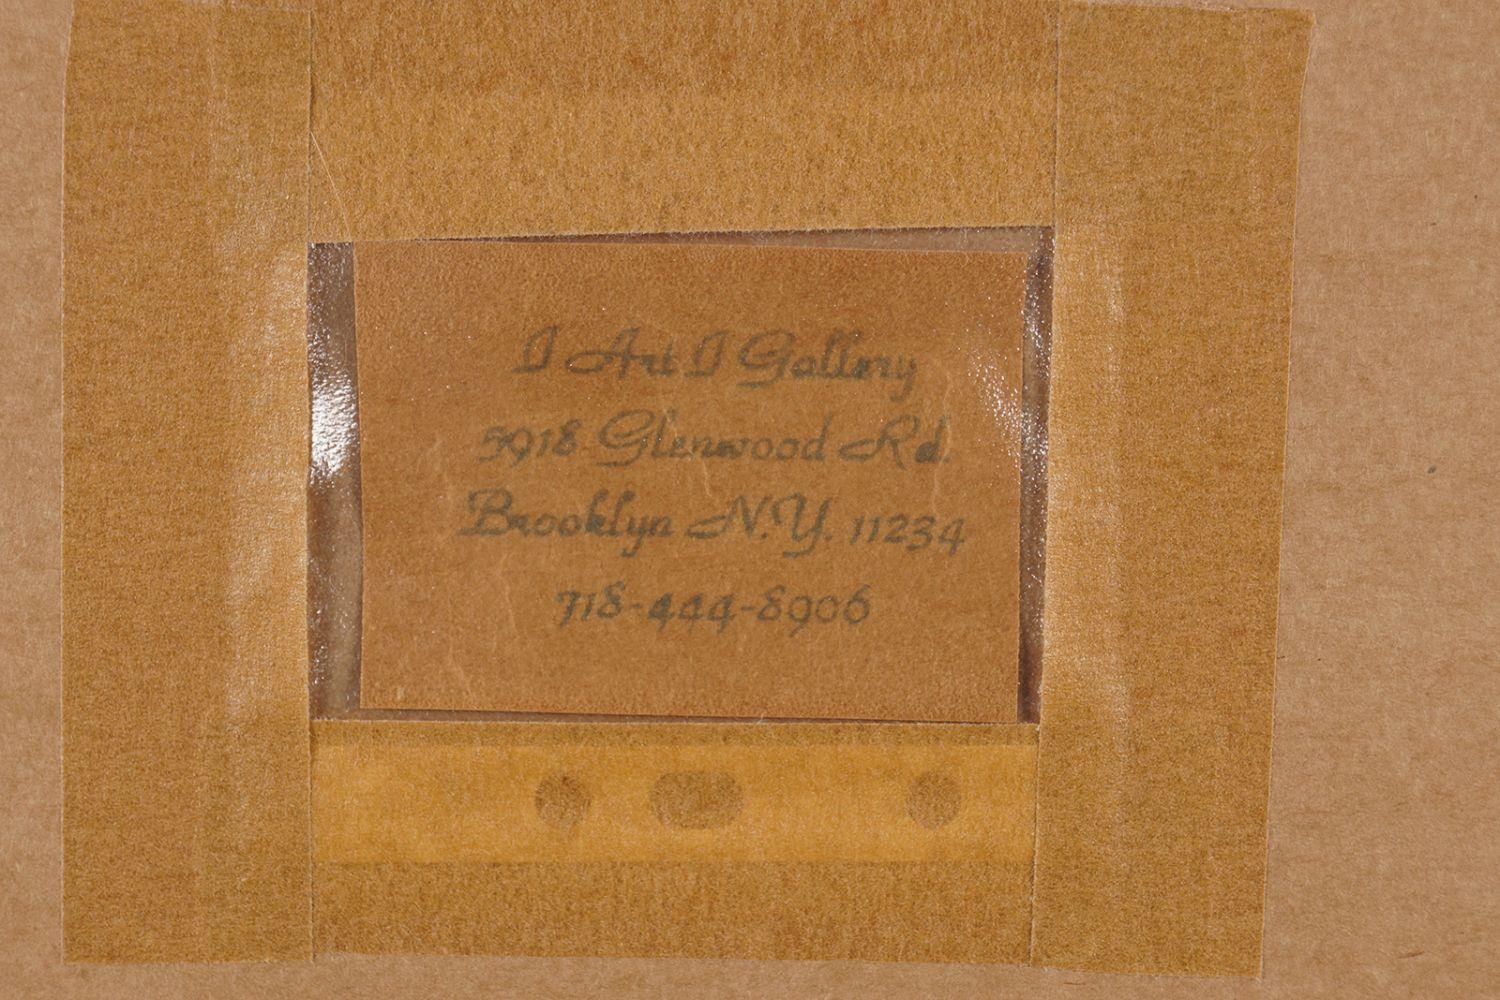 I Art I Gallery
5918 Glenwood Rd.
Brooklyn N.Y. 11234
718-444-8906